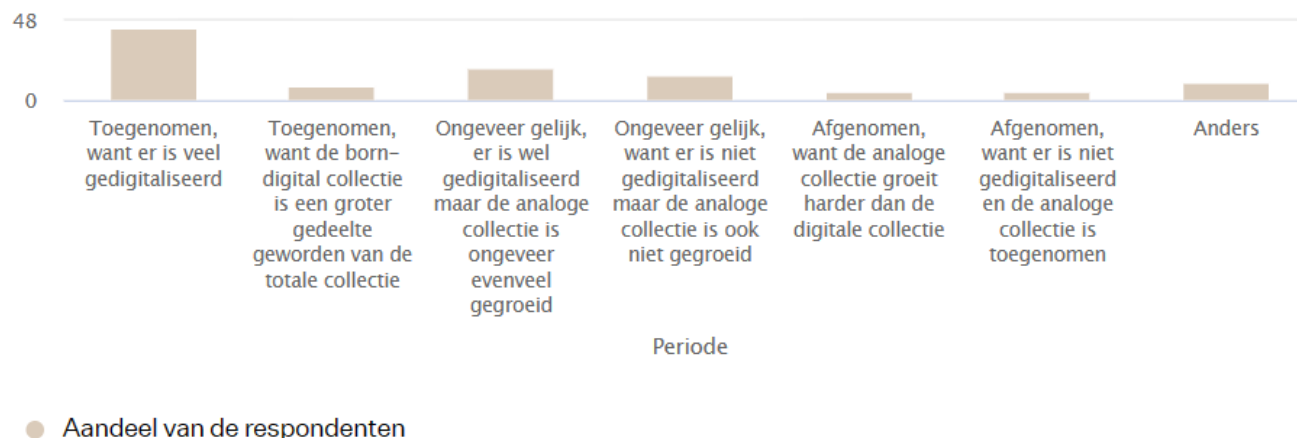 48
0
Toegenomen,
want er is veel
gedigitaliseerd
Toegenomen,
want de born-
digital collectie
is een groter
gedeelte
geworden van de
totale collectie
Ongeveer gelijk,
er is wel
gedigitaliseerd
maar de analoge
collectie is
ongeveer
evenveel
gegroeid
Ongeveer gelijk,
want er is niet
gedigitaliseerd
maar de analoge
collectie is ook
niet gegroeid
Afgenomen,
want de analoge
collectie groeit
harder dan de
digitale collectie
Afgenomen,
want er is niet
gedigitaliseerd
en de analoge
collectie is
toegenomen
Anders
Periode
Aandeel van de respondenten